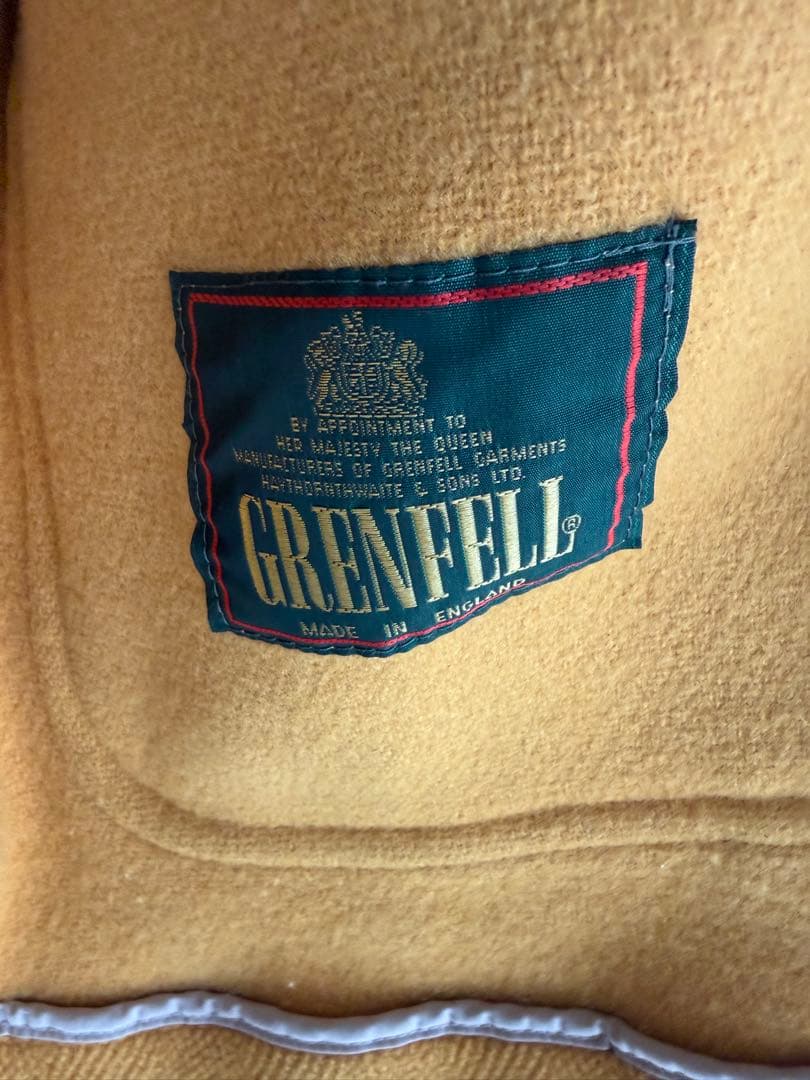 BY APPOINTMENT TO
HER MAJESTY THE QUEEN
MANUFACTURERS OF GRENFELL GARMENTS
HAYTHORNTHWAITE & SONS LTD.
GRENFELL®
MADE IN ENGLAND